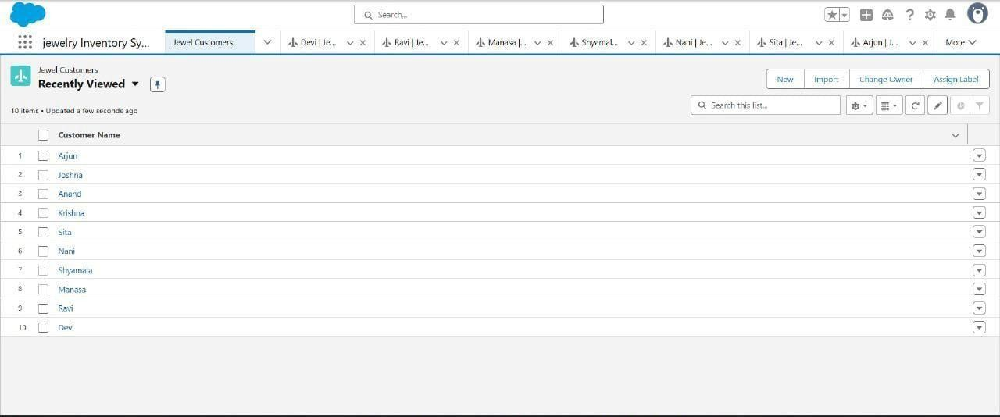 Search...
jewelry Inventory Sy... Jewel Customers Devi | Je... Ravi | Je... Manasa |... Shyamal... Nani | Je... Sita | Je... Arjun | J... More
Jewel Customers
Recently Viewed
New Import Change Owner Assign Label
10 items • Updated a few seconds ago
Search this list...
Customer Name
1 Arjun
2 Joshna
3 Anand
4 Krishna
5 Sita
6 Nani
7 Shyamala
8 Manasa
9 Ravi
10 Devi